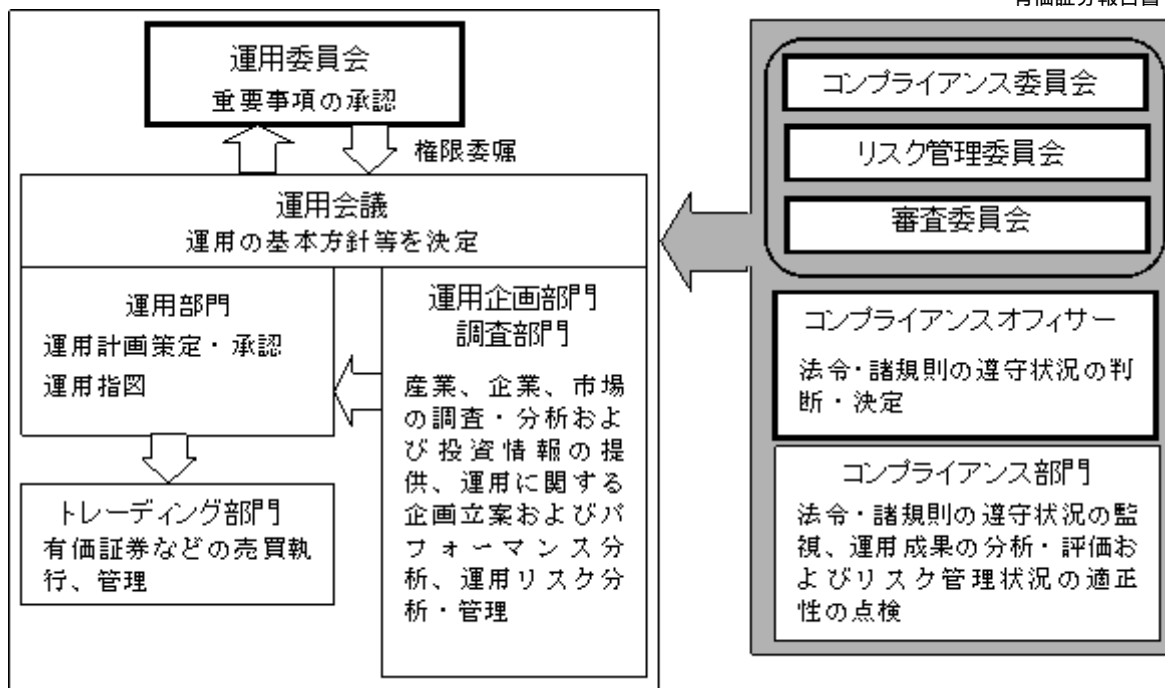 有価証券報告書
運用委員会
重要事項の承認
権限委嘱
運用会議
運用の基本方針等を決定
運用部門
運用計画策定・承認
運用指図
運用企画部門
調査部門
産業、企業、市場
の調査・分析およ
び投資情報の提
供、運用に関する
企画立案およびパ
フォーマンス分
析、運用リスク分
析・管理
トレーディング部門
有価証券などの売買執
行、管理
コンプライアンス委員会
リスク管理委員会
審査委員会
コンプライアンスオフィサー
法令・諸規則の遵守状況の判
断・決定
コンプライアンス部門
法令・諸規則の遵守状況の監
視、運用成果の分析・評価お
よびリスク管理状況の適正
性の点検